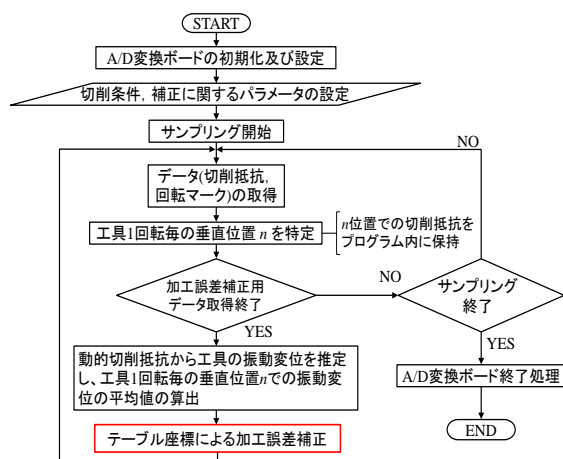 START
A/D変換ボードの初期化及び設定
切削条件, 補正に関するパラメータの設定
サンプリング開始
NO
データ(切削抵抗,
回転マーク)の取得
工具1回転毎の垂直位置 n を特定
n位置での切削抵抗を
プログラム内に保持
加工誤差補正用
データ取得終了
NO
サンプリング
終了
YES
YES
動的切削抵抗から工具の振動変位を推定
し、工具1回転毎の垂直位置nでの振動変
位の平均値の算出
A/D変換ボード終了処理
テーブル座標による加工誤差補正
END